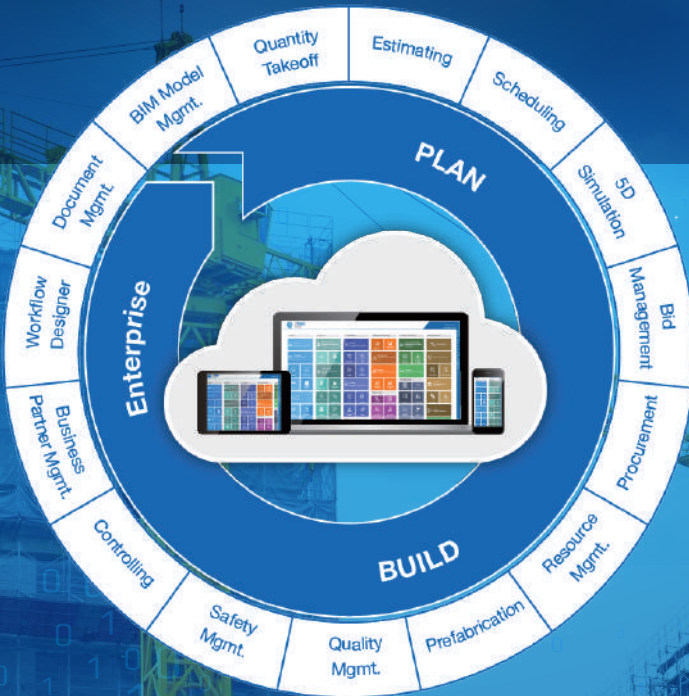 Quantity
Takeoff
Estimating
Scheduling
5D
Simulation
Bid
Management
Procurement
Resource
Mgmt.
Prefabrication
Quality
Mgmt.
Safety
Mgmt.
Controlling
Business
Partner Mgmt.
Workflow
Designer
Document
Mgmt.
BIM Model
Mgmt.
PLAN
BUILD
Enterprise